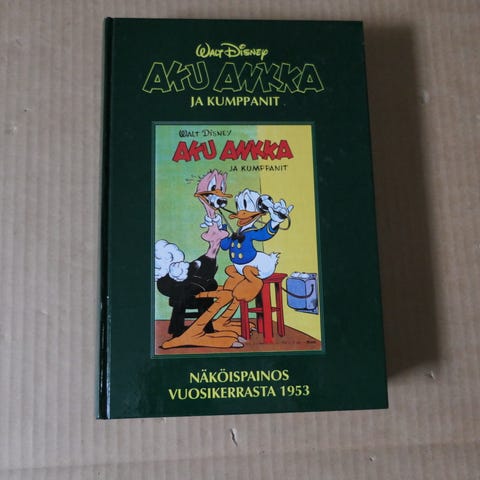 WALT DISNEY
AKU ANKKA
JA KUMPPANIT
WALT DISNEY
AKU ANKKA
JA KUMPPANIT
NÄKÖISPAINOS
VUOSIKERRASTA 1953